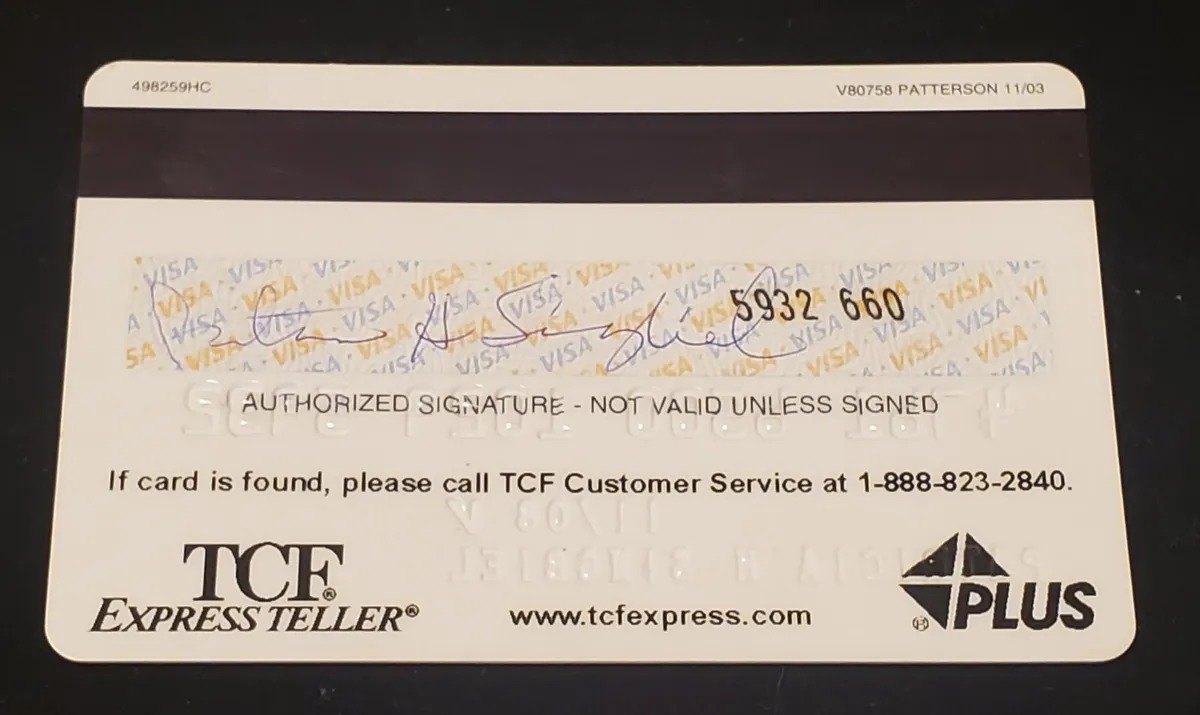 498259HC
V80758 PATTERSON 11/03
VISA
5932 660
AUTHORIZED SIGNATURE - NOT VALID UNLESS SIGNED
If card is found, please call TCF Customer Service at 1-888-823-2840.
TCF®
EXPRESS TELLER®
www.tcfexpress.com
PLUS